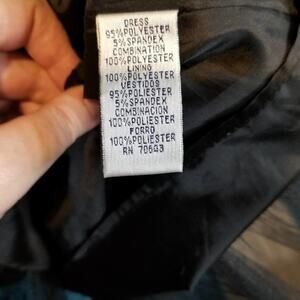 DRESS
95%POLYESTER
5%SPANDEX
COMBINATION
100%POLYESTER
LINING
100%POLYESTER
VESTIDOS
95%POLIESTER
5%SPANDEX
COMBINACION
100%POLIESTER
FORRO
100%POLIESTER
RN 70543